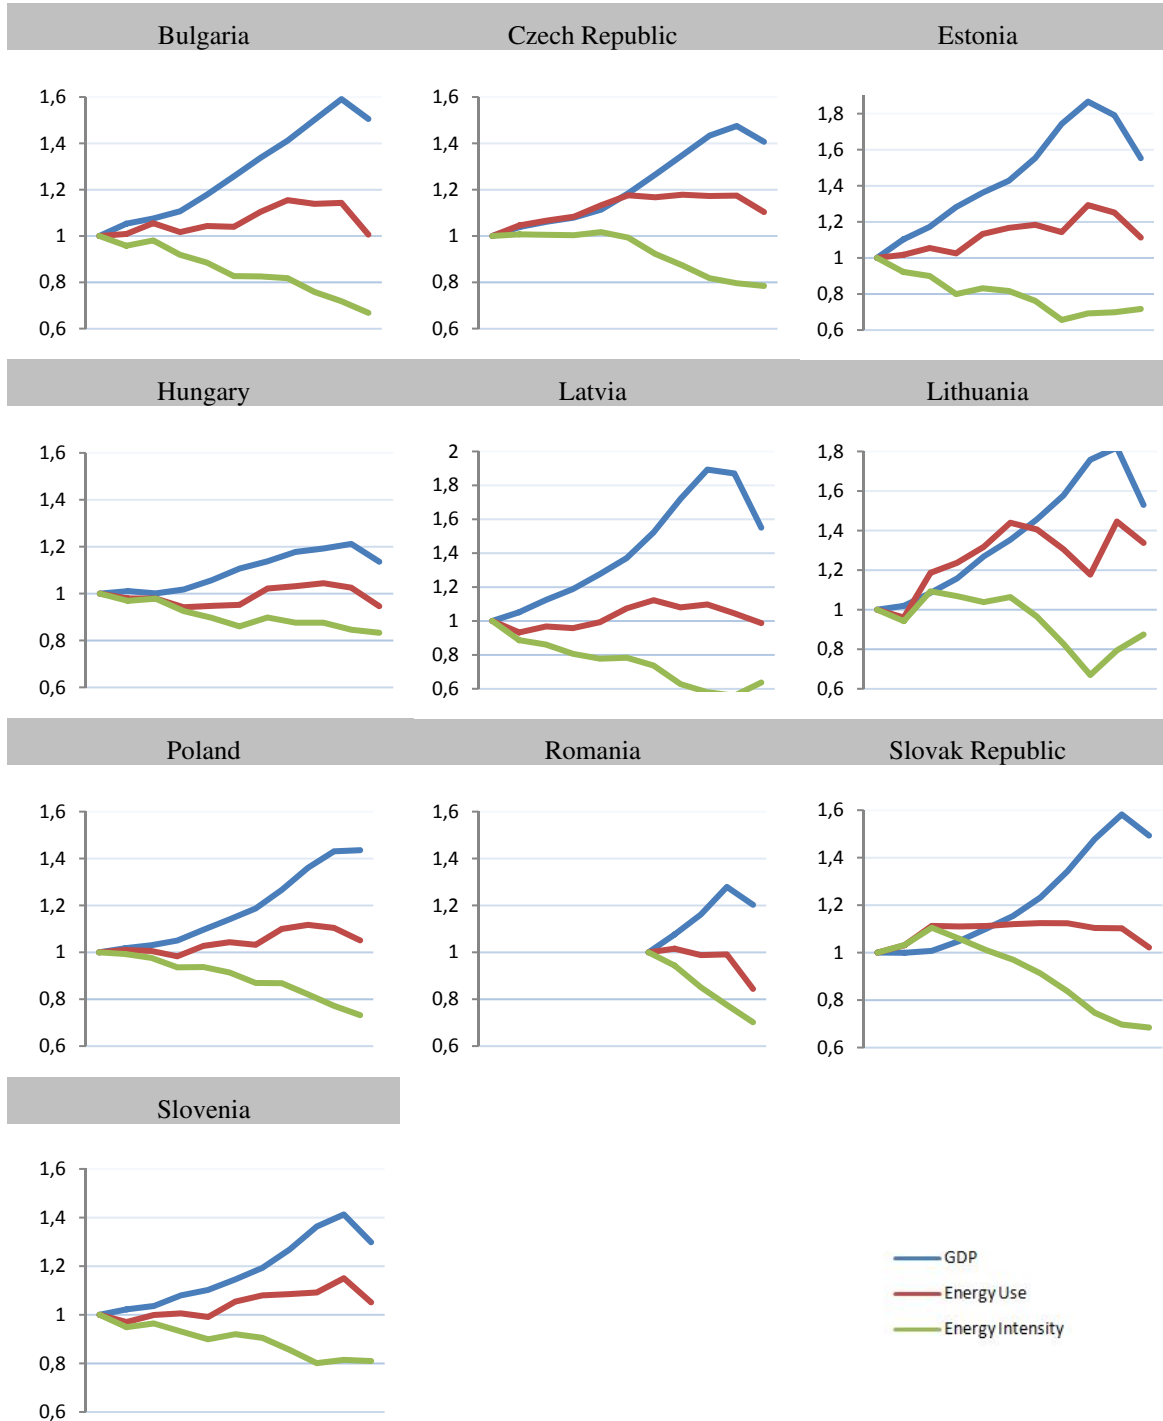 Bulgaria Czech Republic Estonia
1,6 1,6 1,8
1,4 1,4 1,6
1,2 1,2 1,4
1 1 1,2
0,8 0,8 1
0,6 0,6 0,8
0,6
Hungary Latvia Lithuania
1,6 2 1,8
1,4 1,8 1,6
1,2 1,6 1,4
1 1,4 1,2
0,8 1,2 1
0,6 1 0,8
0,8 0,6
0,6
Poland Romania Slovak Republic
1,6 1,6 1,6
1,4 1,4 1,4
1,2 1,2 1,2
1 1 1
0,8 0,8 0,8
0,6 0,6 0,6
Slovenia
1,6
1,4
1,2
1
0,8
0,6
GDP
Energy Use
Energy Intensity